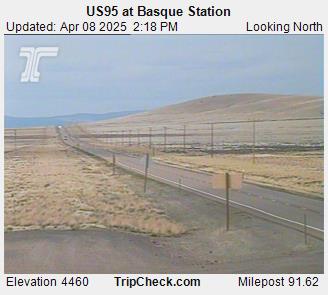 US95 at Basque Station
Updated: Apr 08 2025 2:18 PM Looking North
Elevation 4460 TripCheck.com Milepost 91.62